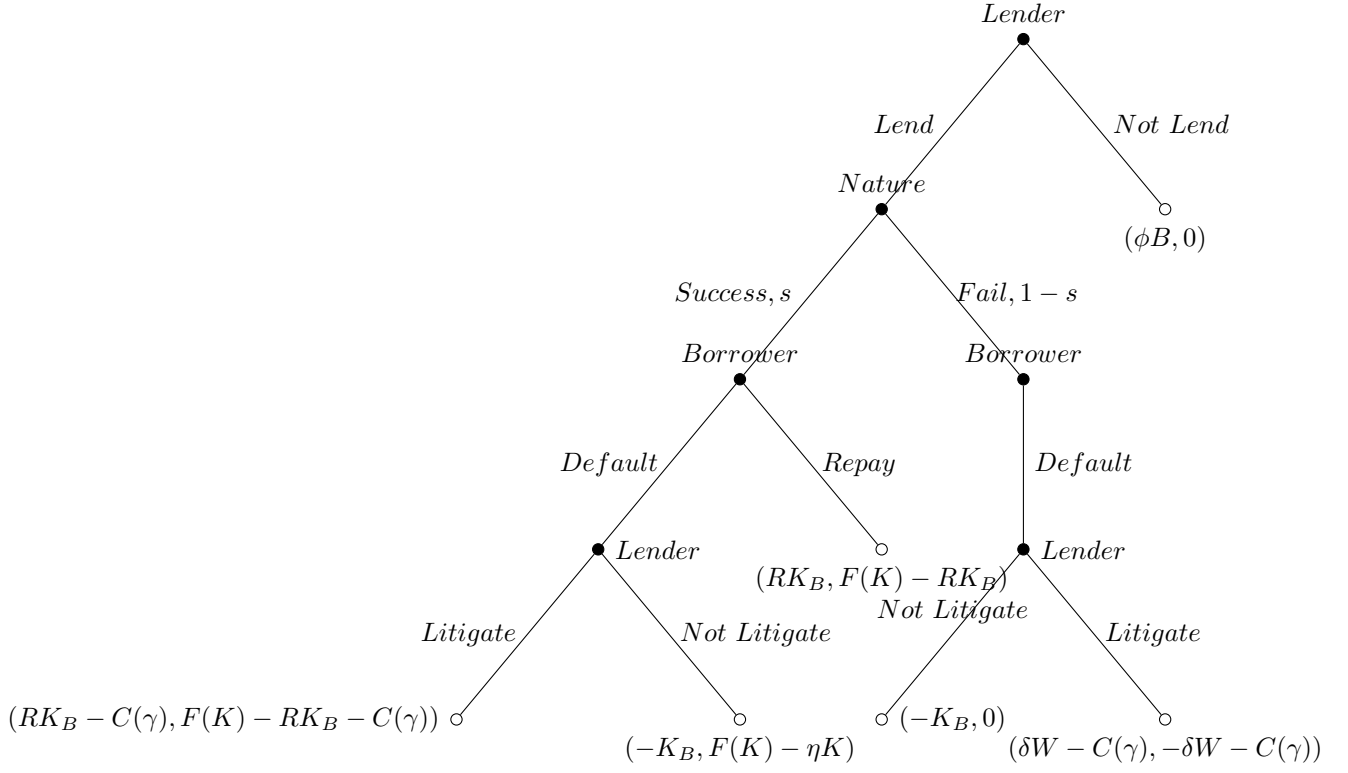 Lender
Lend
Not Lend
Nature
(ϕB, 0)
Success, s
Fail, 1 − s
Borrower
Borrower
Default
Repay
Default
Lender
(RK_B, F(K) − RK_B)
Lender
Litigate
Not Litigate
Not Litigate
Litigate
(RK_B − C(γ), F(K) − RK_B − C(γ))
(−K_B, F(K) − ηK)
(−K_B, 0)
(δW − C(γ), −δW − C(γ))